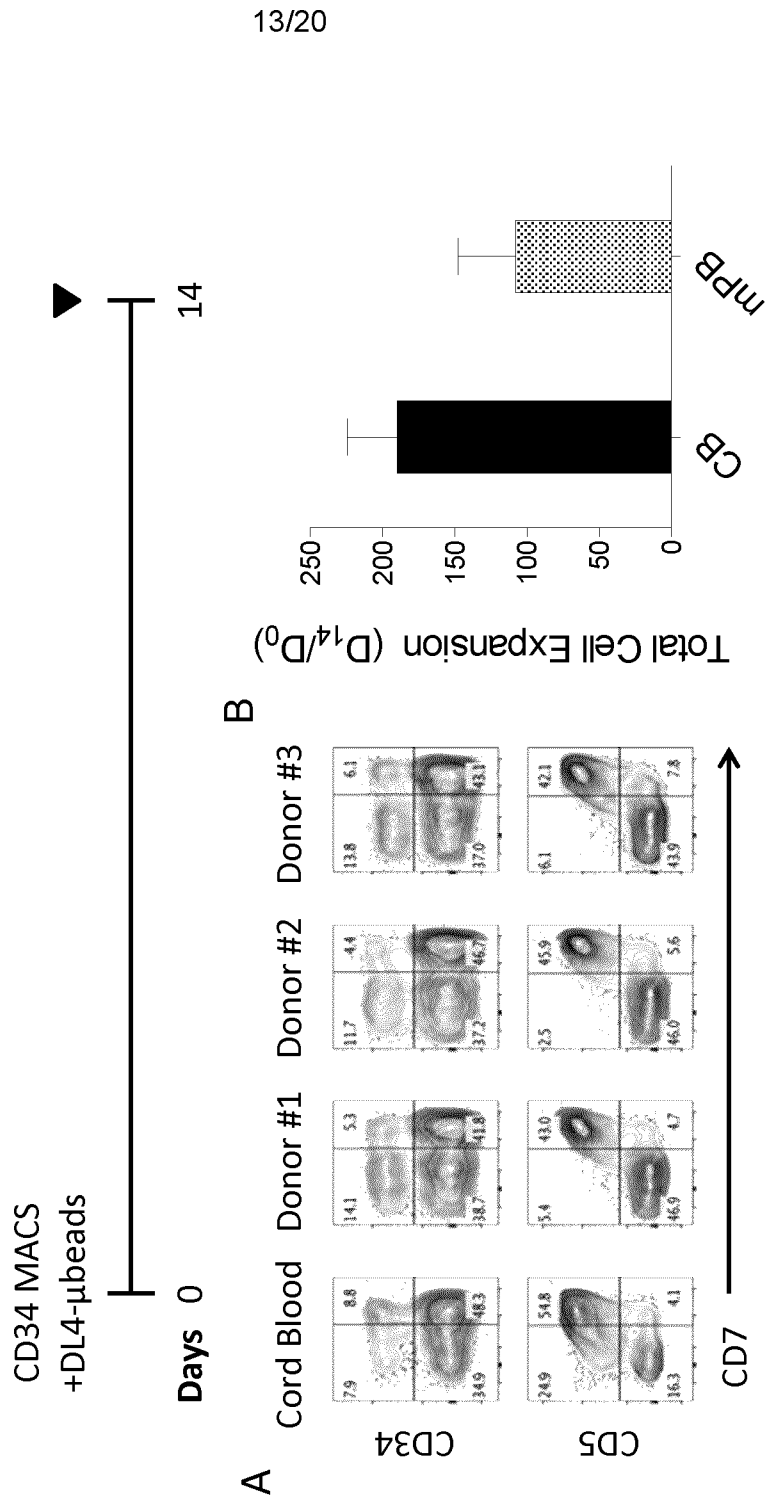 13/20
CD34 MACS
+DL4-µbeads
Days 0 14
A
Cord Blood Donor #1 Donor #2 Donor #3
CD34
7.9 8.8 14.1 5.3 11.7 4.4 13.8 6.1
34.9 48.3 38.7 41.8 37.2 46.7 37.0 43.1
CD5
24.9 54.8 5.4 43.0 2.5 45.9 6.1 42.1
16.3 4.1 46.9 4.7 46.0 5.6 43.9 7.8
CD7
B
Total Cell Expansion (D14/D0)
250
200
150
100
50
0
CB mPB